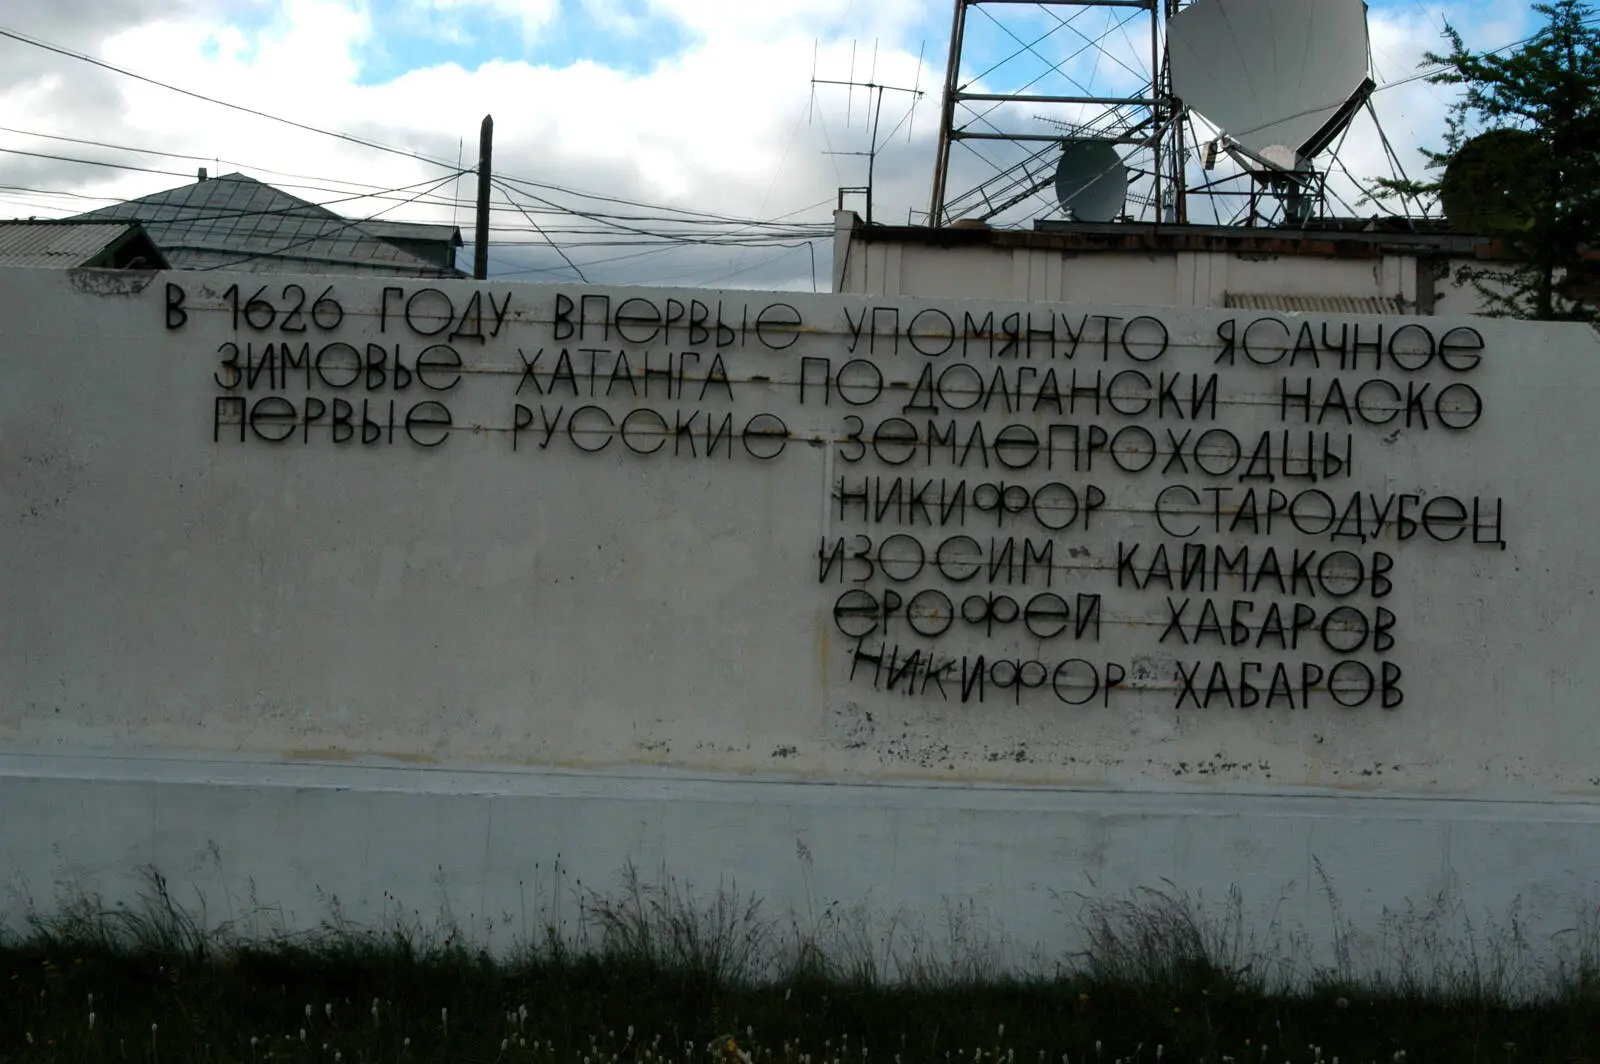 В 1626 ГОДУ ВПЕРВЫЕ УПОМЯНУТО ЯСАЧНОЕ
ЗИМОВЬЕ ХАТАНГА - ПО-ДОЛГАНСКИ НАСКО
ПЕРВЫЕ РУССКИЕ - ЗЕМЛЕПРОХОДЦЫ
НИКИФОР СТАРОДУБЕЦ
ИЗОСИМ КАЙМАКОВ
ЕРОФЕЙ ХАБАРОВ
НИКИФОР ХАБАРОВ